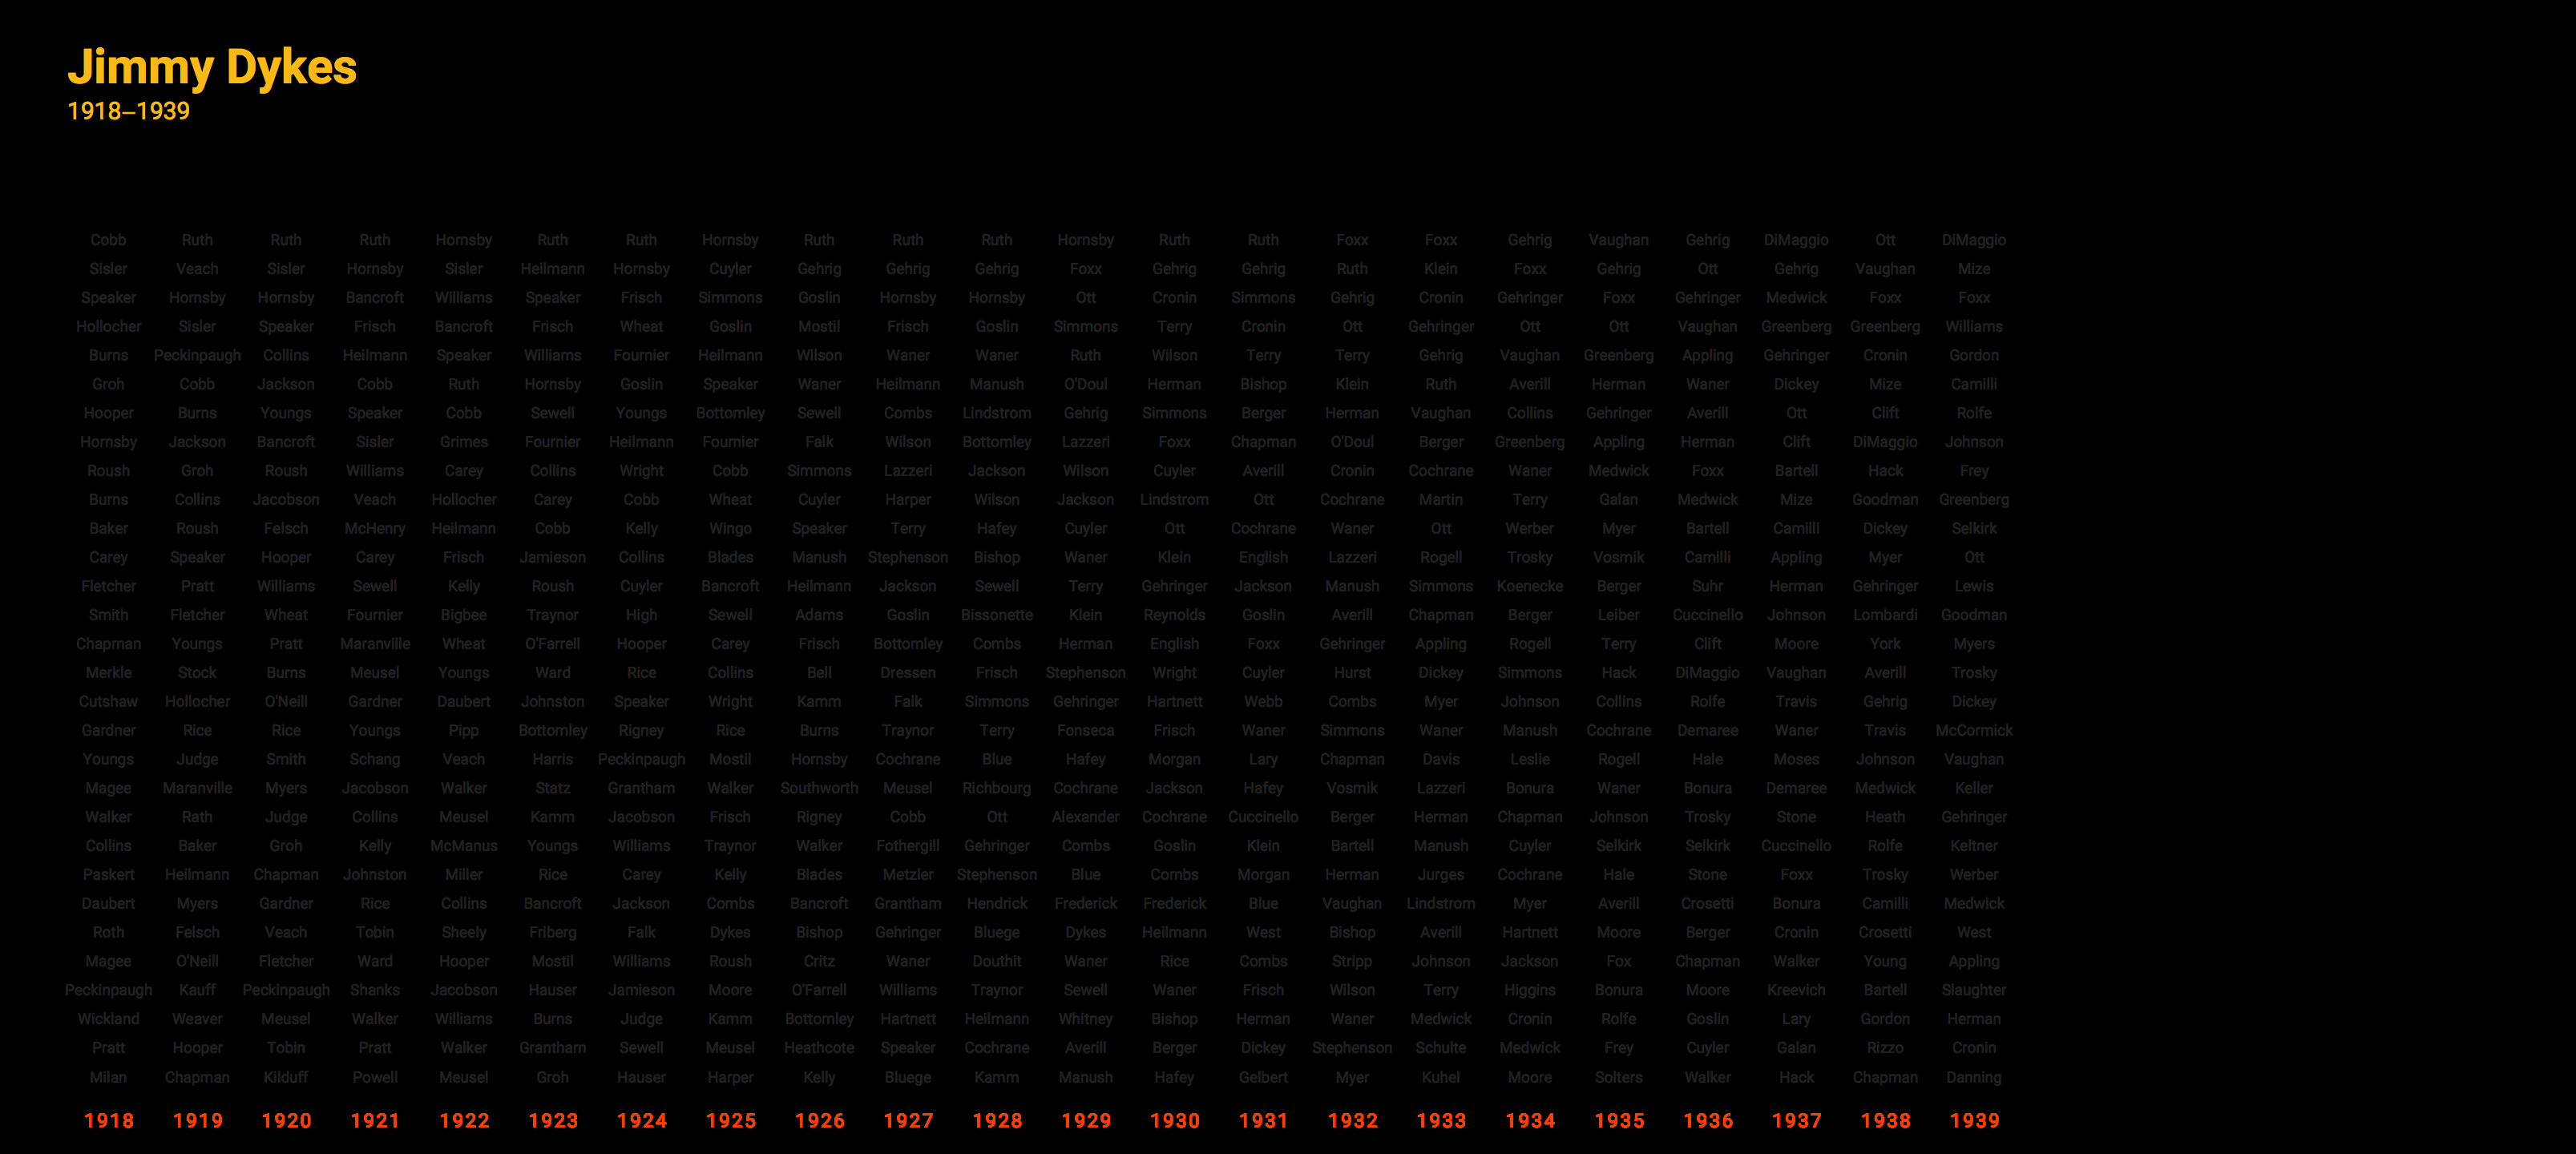 Jimmy Dykes
1918–1939
Cobb Ruth Ruth Ruth Hornsby Ruth Ruth Hornsby Ruth Ruth Ruth Hornsby Ruth Ruth Foxx Foxx Gehrig Vaughan Gehrig DiMaggio Ott DiMaggio
Sisler Veach Sisler Hornsby Sisler Heilmann Hornsby Cuyler Gehrig Gehrig Gehrig Foxx Gehrig Gehrig Ruth Klein Foxx Gehrig Ott Gehrig Vaughan Mize
Speaker Hornsby Hornsby Bancroft Williams Speaker Frisch Simmons Goslin Hornsby Hornsby Ott Cronin Simmons Gehrig Cronin Gehringer Foxx Gehringer Medwick Foxx Foxx
Hollocher Sisler Speaker Frisch Bancroft Frisch Wheat Goslin Mostil Frisch Goslin Simmons Terry Cronin Ott Gehringer Ott Ott Vaughan Greenberg Greenberg Williams
Burns Peckinpaugh Collins Heilmann Speaker Williams Fournier Heilmann Wilson Waner Waner Ruth Wilson Terry Terry Gehrig Vaughan Greenberg Appling Gehringer Cronin Gordon
Groh Cobb Jackson Cobb Ruth Hornsby Goslin Speaker Waner Heilmann Manush O'Doul Herman Bishop Klein Ruth Averill Herman Waner Dickey Mize Camilli
Hooper Burns Youngs Speaker Cobb Sewell Youngs Bottomley Sewell Combs Lindstrom Gehrig Simmons Berger Herman Vaughan Collins Gehringer Averill Ott Clift Rolfe
Hornsby Jackson Bancroft Sisler Grimes Fournier Heilmann Fournier Falk Wilson Bottomley Lazzeri Foxx Chapman O'Doul Berger Greenberg Appling Herman Clift DiMaggio Johnson
Roush Groh Roush Williams Carey Collins Wright Cobb Simmons Lazzeri Jackson Wilson Cuyler Averill Cronin Cochrane Waner Medwick Foxx Bartell Hack Frey
Burns Collins Jacobson Veach Hollocher Carey Cobb Wheat Cuyler Harper Wilson Jackson Lindstrom Ott Cochrane Martin Terry Galan Medwick Mize Goodman Greenberg
Baker Roush Felsch McHenry Heilmann Cobb Kelly Wingo Speaker Terry Hafey Cuyler Ott Cochrane Waner Ott Werber Myer Bartell Camilli Dickey Selkirk
Carey Speaker Hooper Carey Frisch Jamieson Collins Blades Manush Stephenson Bishop Waner Klein English Lazzeri Rogell Trosky Vosmik Camilli Appling Myer Ott
Fletcher Pratt Williams Sewell Kelly Roush Cuyler Bancroft Heilmann Jackson Sewell Terry Gehringer Jackson Manush Simmons Koenecke Berger Suhr Herman Gehringer Lewis
Smith Fletcher Wheat Fournier Bigbee Traynor High Sewell Adams Goslin Bissonette Klein Reynolds Goslin Averill Chapman Berger Leiber Cuccinello Johnson Lombardi Goodman
Chapman Youngs Pratt Maranville Wheat O'Farrell Hooper Carey Frisch Bottomley Combs Herman English Foxx Gehringer Appling Rogell Terry Clift Moore York Myers
Merkle Stock Burns Meusel Youngs Ward Rice Collins Bell Dressen Frisch Stephenson Wright Cuyler Hurst Dickey Simmons Hack DiMaggio Vaughan Averill Trosky
Cutshaw Hollocher O'Neill Gardner Daubert Johnston Speaker Wright Kamm Falk Simmons Gehringer Hartnett Webb Combs Myer Johnson Collins Rolfe Travis Gehrig Dickey
Gardner Rice Rice Youngs Pipp Bottomley Rigney Rice Burns Traynor Terry Fonseca Frisch Waner Simmons Waner Manush Cochrane Demaree Waner Travis McCormick
Youngs Judge Smith Schang Veach Harris Peckinpaugh Mostil Hornsby Cochrane Blue Hafey Morgan Lary Chapman Davis Leslie Rogell Hale Moses Johnson Vaughan
Magee Maranville Myers Jacobson Walker Statz Grantham Walker Southworth Meusel Richbourg Cochrane Jackson Hafey Vosmik Lazzeri Bonura Waner Bonura Demaree Medwick Keller
Walker Rath Judge Collins Meusel Kamm Jacobson Frisch Rigney Cobb Ott Alexander Cochrane Cuccinello Berger Herman Chapman Johnson Trosky Stone Heath Gehringer
Collins Baker Groh Kelly McManus Youngs Williams Traynor Walker Fothergill Gehringer Combs Goslin Klein Bartell Manush Cuyler Selkirk Selkirk Cuccinello Rolfe Keltner
Paskert Heilmann Chapman Johnston Miller Rice Carey Kelly Blades Metzler Stephenson Blue Combs Morgan Herman Jurges Cochrane Hale Stone Foxx Trosky Werber
Daubert Myers Gardner Rice Collins Bancroft Jackson Combs Bancroft Grantham Hendrick Frederick Frederick Blue Vaughan Lindstrom Myer Averill Crosetti Bonura Camilli Medwick
Roth Felsch Veach Tobin Sheely Friberg Falk Dykes Bishop Gehringer Bluege Dykes Heilmann West Bishop Averill Hartnett Moore Berger Cronin Crosetti West
Magee O'Neill Fletcher Ward Hooper Mostil Williams Roush Critz Waner Douthit Waner Rice Combs Stripp Johnson Jackson Fox Chapman Walker Young Appling
Peckinpaugh Kauff Peckinpaugh Shanks Jacobson Hauser Jamieson Moore O'Farrell Williams Traynor Sewell Waner Frisch Wilson Terry Higgins Bonura Moore Kreevich Bartell Slaughter
Wickland Weaver Meusel Walker Williams Burns Judge Kamm Bottomley Hartnett Heilmann Whitney Bishop Herman Waner Medwick Cronin Rolfe Goslin Lary Gordon Herman
Pratt Hooper Tobin Pratt Walker Grantham Sewell Meusel Heathcote Speaker Cochrane Averill Berger Dickey Stephenson Schulte Medwick Frey Cuyler Galan Rizzo Cronin
Milan Chapman Kilduff Powell Meusel Groh Hauser Harper Kelly Bluege Kamm Manush Hafey Gelbert Myer Kuhel Moore Solters Walker Hack Chapman Danning
1918 1919 1920 1921 1922 1923 1924 1925 1926 1927 1928 1929 1930 1931 1932 1933 1934 1935 1936 1937 1938 1939